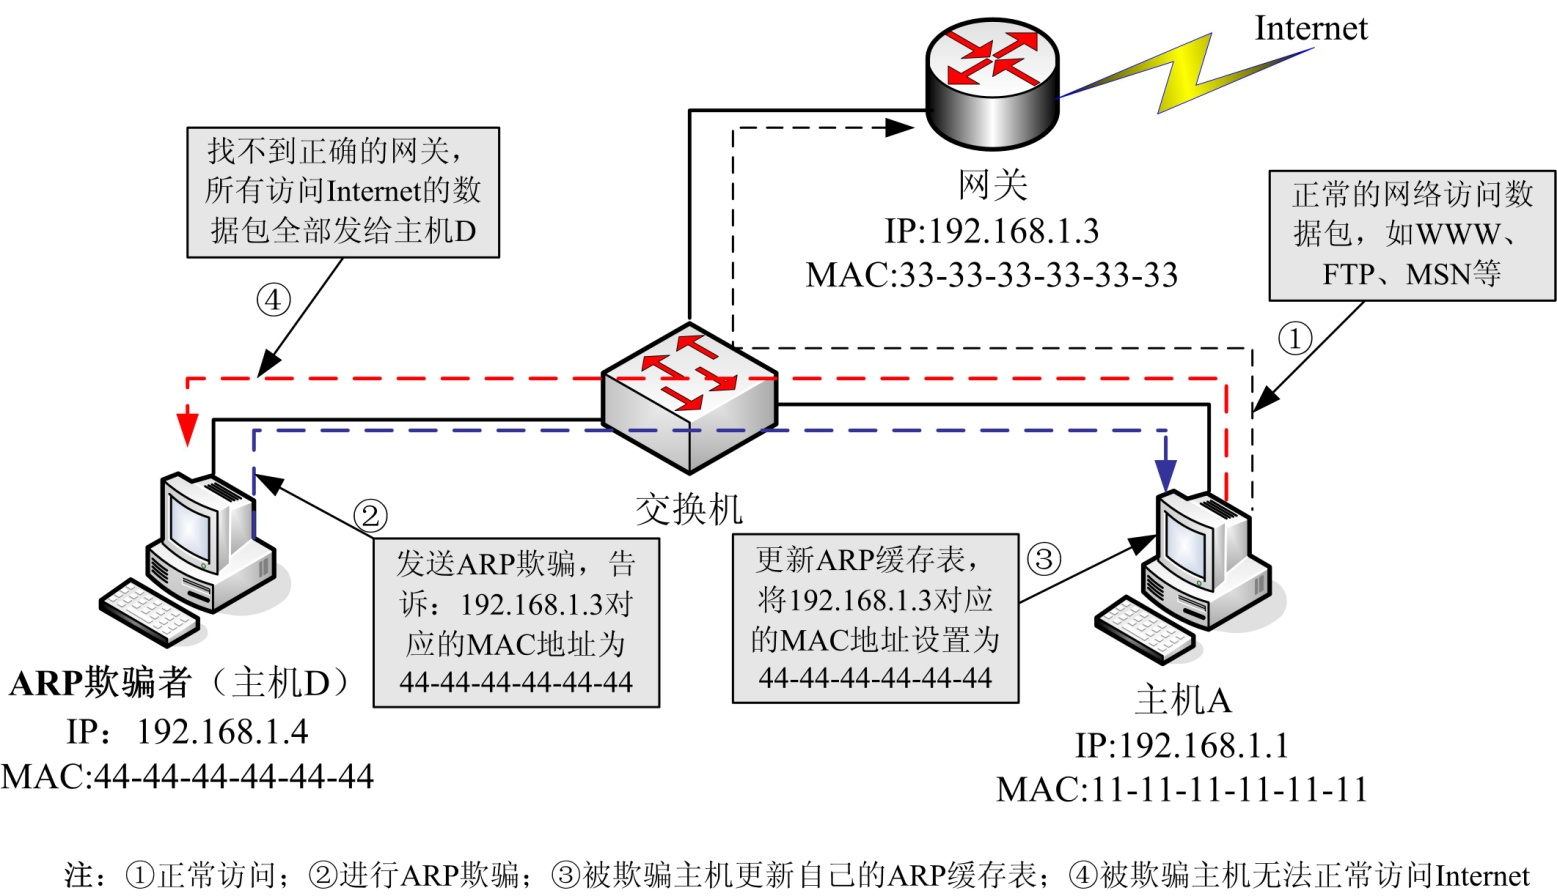 Internet
找不到正确的网关，
所有访问Internet的数
据包全部发给主机D
④
网关
IP:192.168.1.3
MAC:33-33-33-33-33-33
正常的网络访问数
据包，如WWW、
FTP、MSN等
①
交换机
②
发送ARP欺骗，告
诉：192.168.1.3对
应的MAC地址为
44-44-44-44-44-44
更新ARP缓存表，
将192.168.1.3对应
的MAC地址设置为
44-44-44-44-44-44
③
ARP欺骗者（主机D）
IP：192.168.1.4
MAC:44-44-44-44-44-44
主机A
IP:192.168.1.1
MAC:11-11-11-11-11-11
注：①正常访问；②进行ARP欺骗；③被欺骗主机更新自己的ARP缓存表；④被欺骗主机无法正常访问Internet